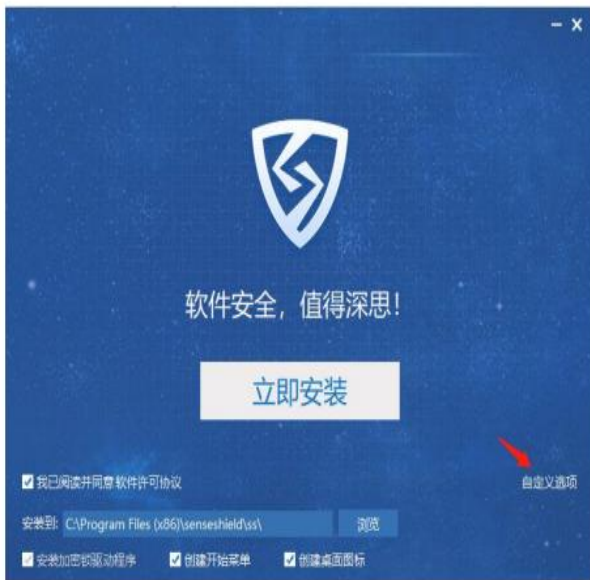 软件安全，值得深思！
立即安装
我已阅读并同意 软件许可协议
自定义选项
安装到: C:\Program Files (x86)\senseshield\ss\ 浏览
安装加密锁驱动程序 创建开始菜单 创建桌面图标